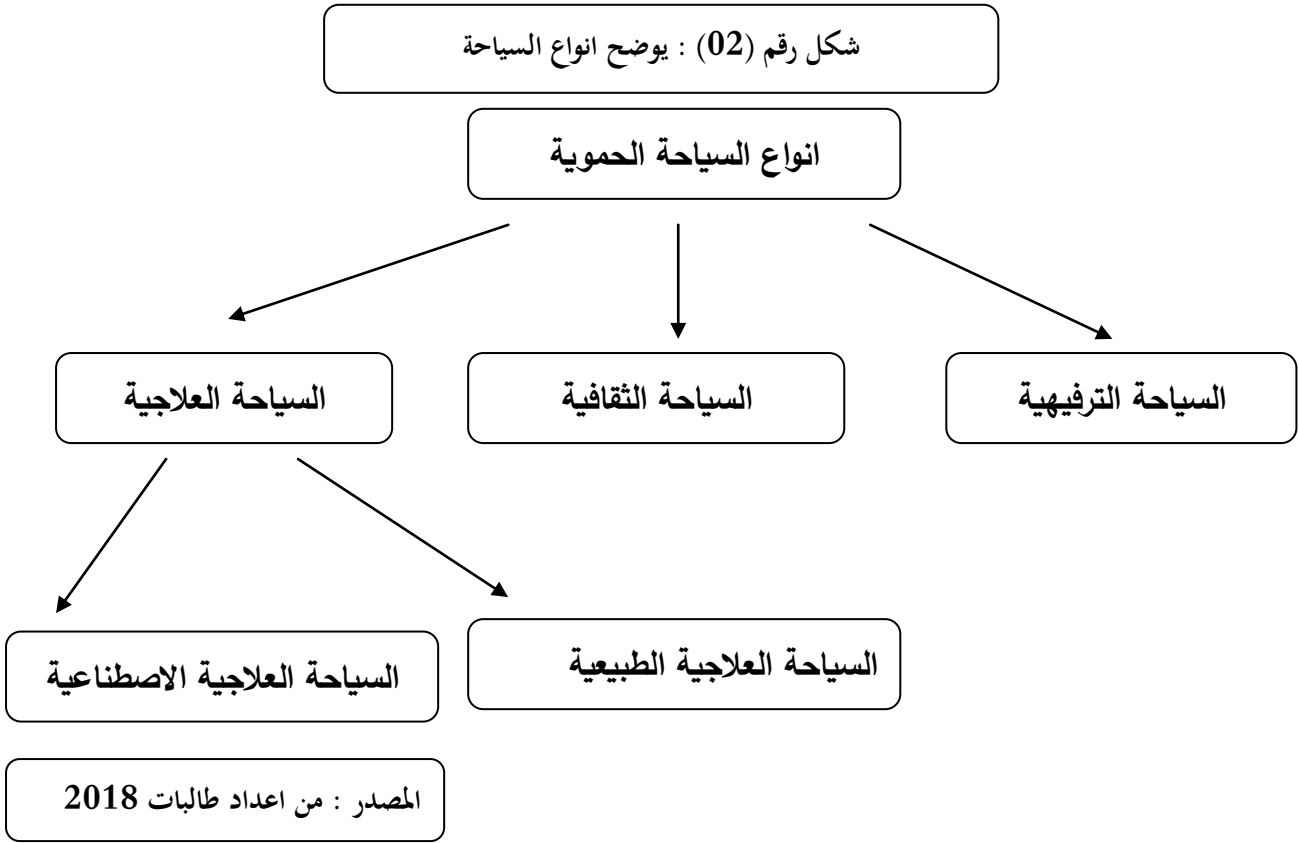 شكل رقم (02) : يوضح انواع السياحة
انواع السياحة الحموية
السياحة الترفيهية
السياحة الثقافية
السياحة العلاجية
السياحة العلاجية الطبيعية
السياحة العلاجية الاصطناعية
المصدر : من اعداد طالبات 2018